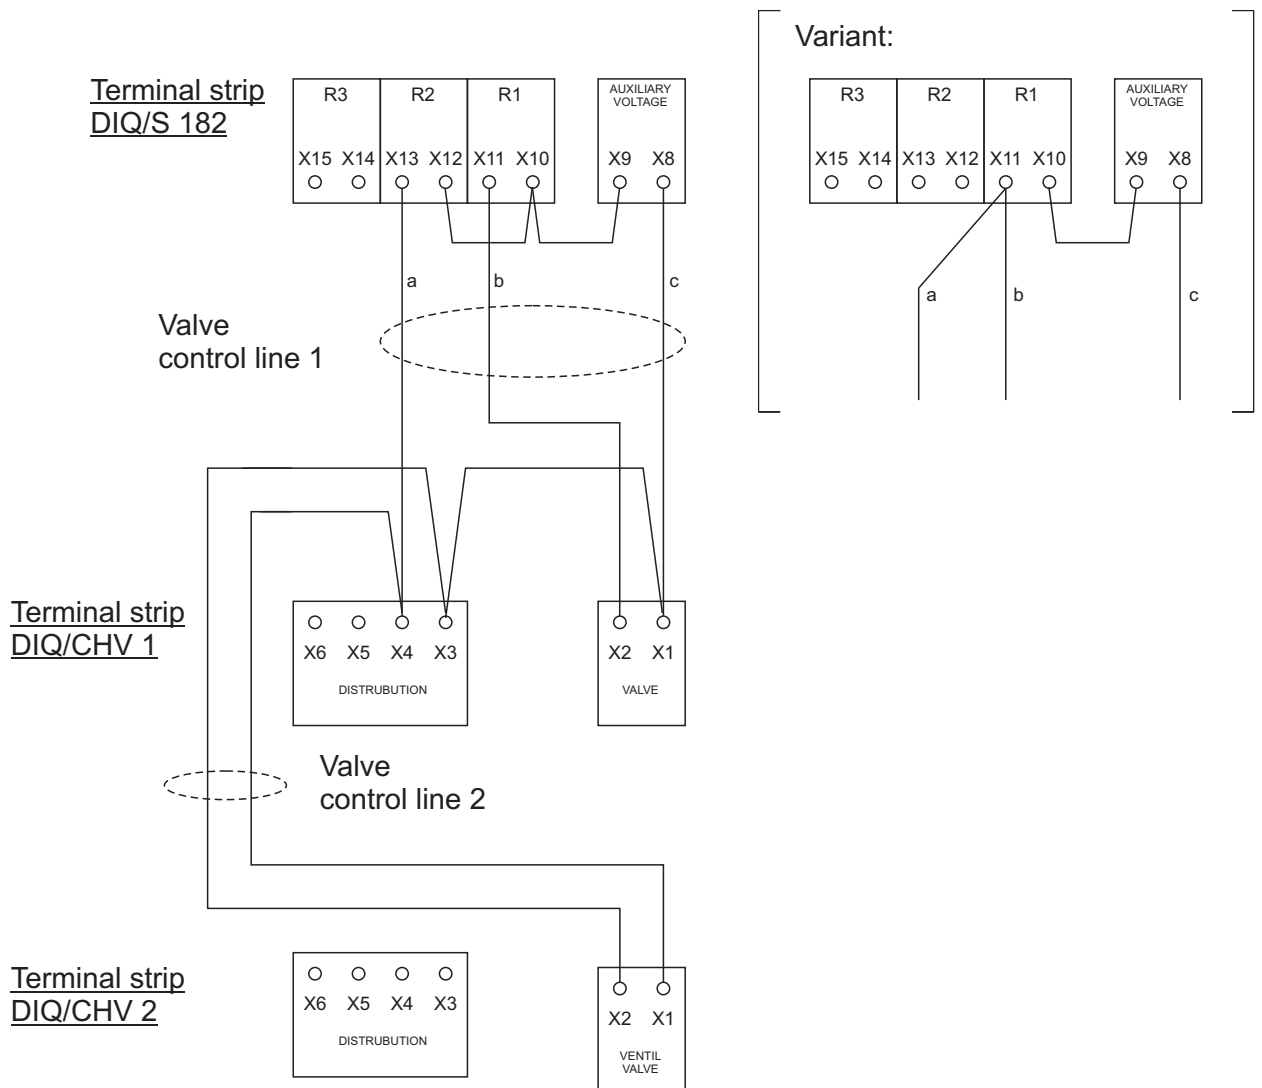 Variant:
Terminal strip
DIQ/S 182
R3 R2 R1
AUXILIARY
VOLTAGE
X15 X14 X13 X12 X11 X10 X9 X8
R3 R2 R1
AUXILIARY
VOLTAGE
X15 X14 X13 X12 X11 X10 X9 X8
a b c
a b c
Valve
control line 1
Terminal strip
DIQ/CHV 1
X6 X5 X4 X3 X2 X1
DISTRUBUTION VALVE
Valve
control line 2
Terminal strip
DIQ/CHV 2
X6 X5 X4 X3
DISTRUBUTION
X2 X1
VENTIL
VALVE